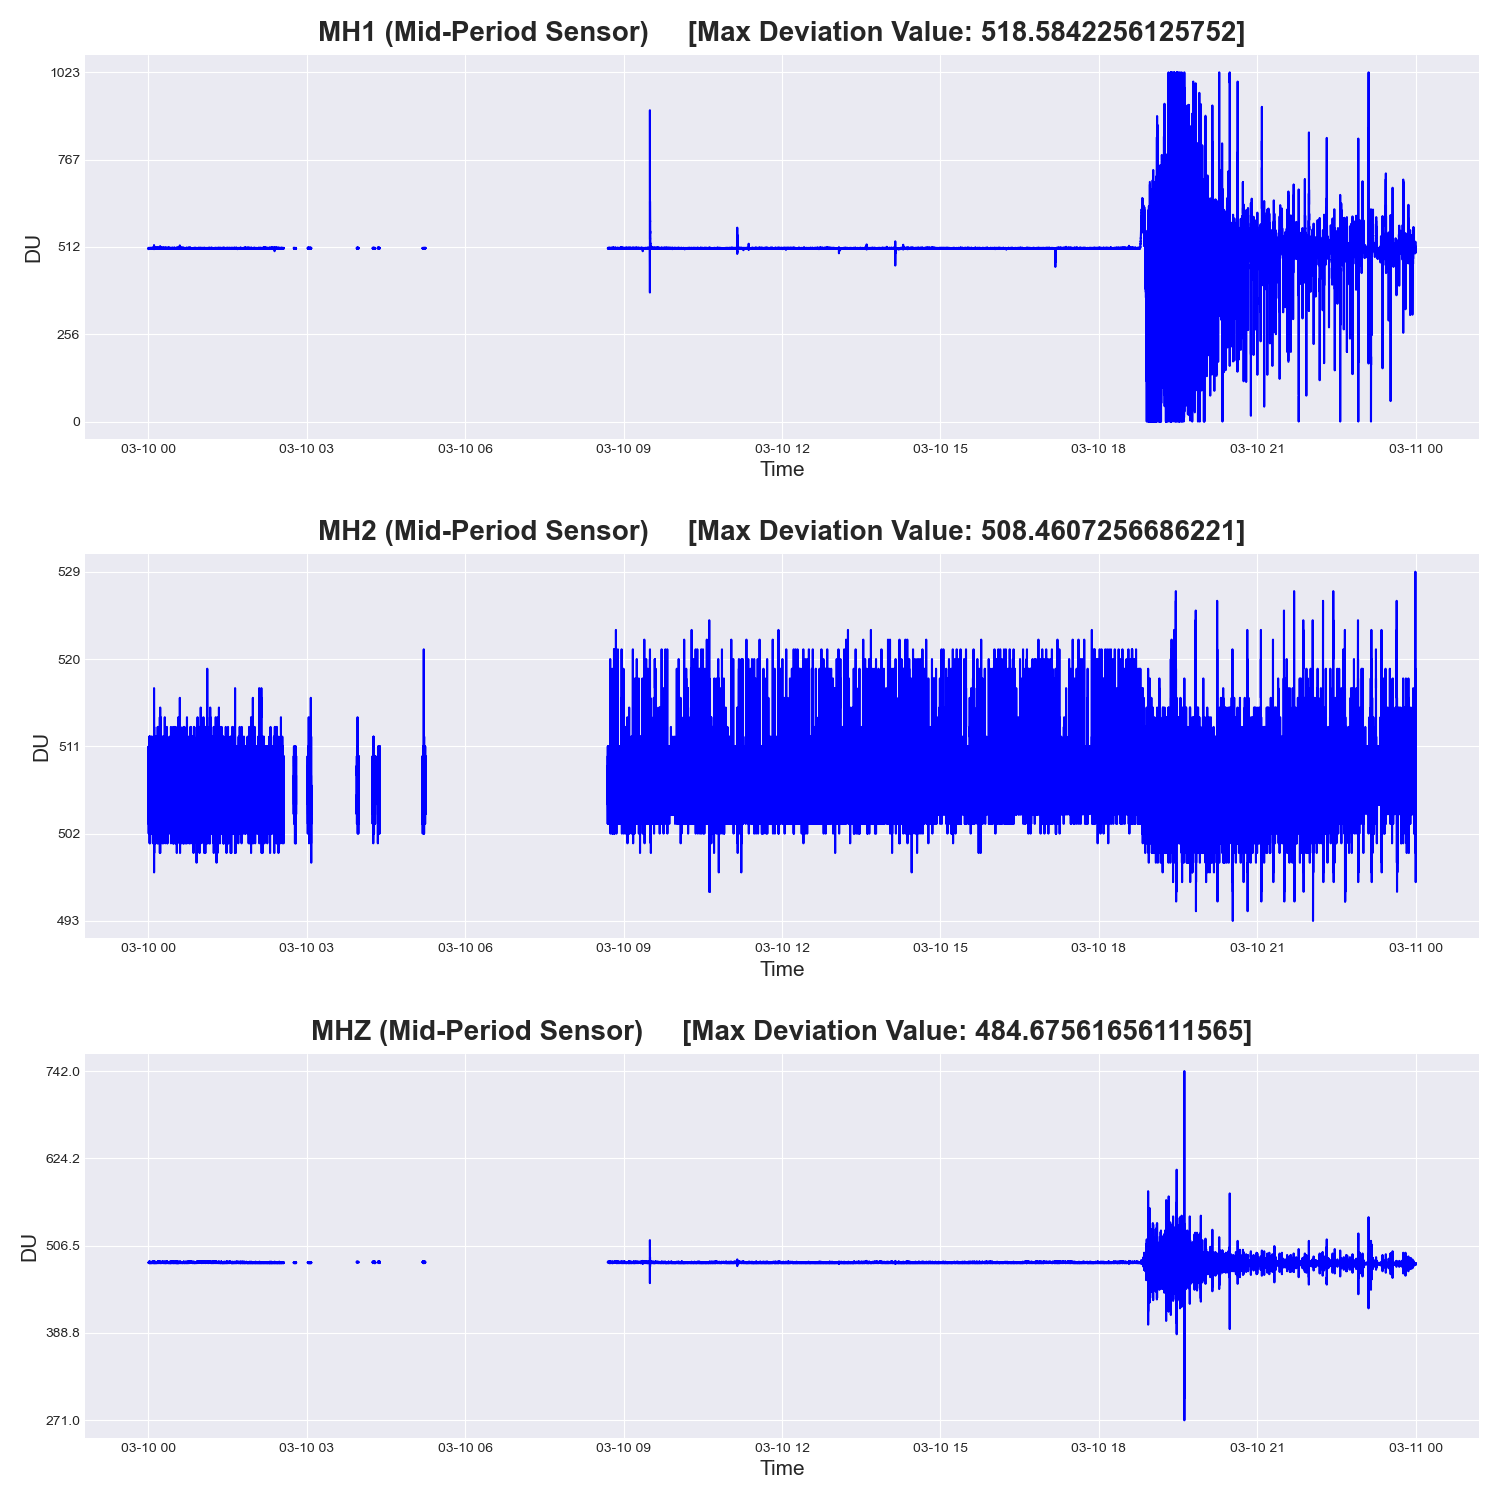 MH1 (Mid-Period Sensor) [Max Deviation Value: 518.5842256125752]
1023
767
512
256
0
DU
03-10 00 03-10 03 03-10 06 03-10 09 03-10 12 03-10 15 03-10 18 03-10 21 03-11 00
Time
MH2 (Mid-Period Sensor) [Max Deviation Value: 508.4607256686221]
529
520
511
502
493
DU
03-10 00 03-10 03 03-10 06 03-10 09 03-10 12 03-10 15 03-10 18 03-10 21 03-11 00
Time
MHZ (Mid-Period Sensor) [Max Deviation Value: 484.67561656111565]
742.0
624.2
506.5
388.8
271.0
DU
03-10 00 03-10 03 03-10 06 03-10 09 03-10 12 03-10 15 03-10 18 03-10 21 03-11 00
Time